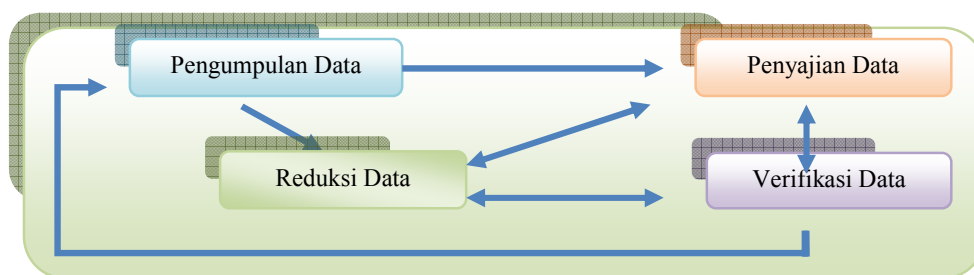 Pengumpulan Data
Penyajian Data
Reduksi Data
Verifikasi Data